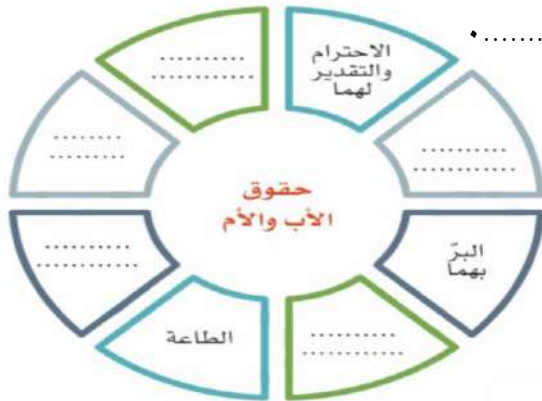 الاحترام
والتقدير
لهما
حقوق
الأب والأم
البرّ
بهما
الطاعة